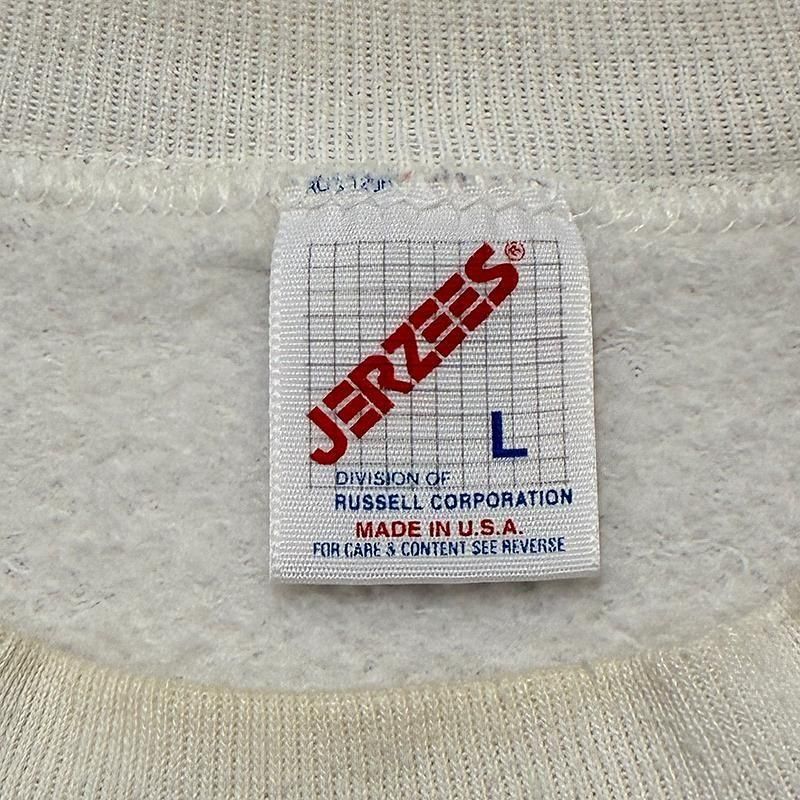 JERZEES®
L
DIVISION OF
RUSSELL CORPORATION
MADE IN U.S.A.
FOR CARE & CONTENT SEE REVERSE